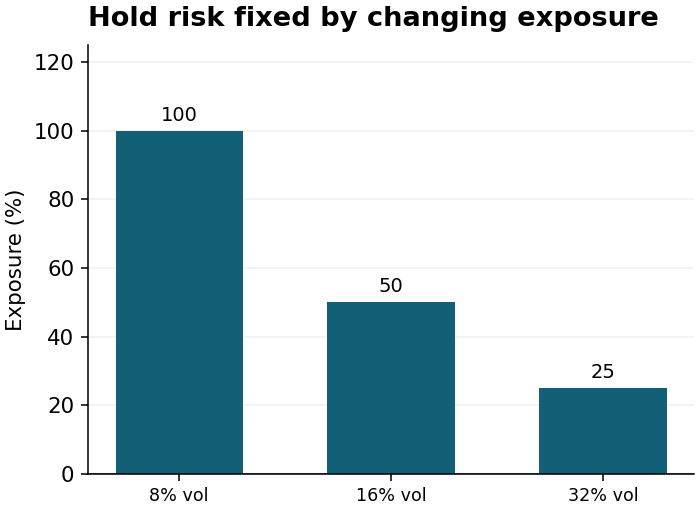 Hold risk fixed by changing exposure
Exposure (%)
120
100
80
60
40
20
0
100
50
25
8% vol
16% vol
32% vol